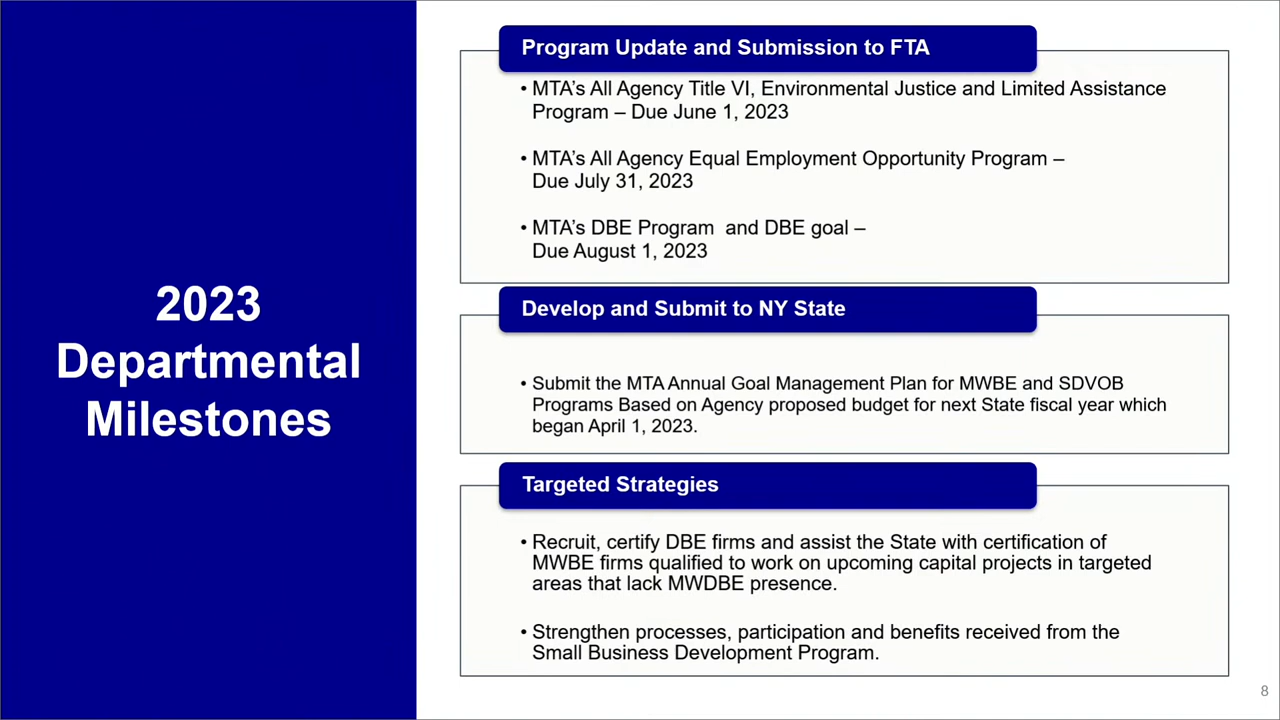 2023
Departmental
Milestones
Program Update and Submission to FTA
• MTA's All Agency Title VI, Environmental Justice and Limited Assistance
Program – Due June 1, 2023
• MTA's All Agency Equal Employment Opportunity Program –
Due July 31, 2023
• MTA's DBE Program and DBE goal –
Due August 1, 2023
Develop and Submit to NY State
• Submit the MTA Annual Goal Management Plan for MWBE and SDVOB
Programs Based on Agency proposed budget for next State fiscal year which
began April 1, 2023.
Targeted Strategies
• Recruit, certify DBE firms and assist the State with certification of
MWBE firms qualified to work on upcoming capital projects in targeted
areas that lack MWDBE presence.
• Strengthen processes, participation and benefits received from the
Small Business Development Program.
8